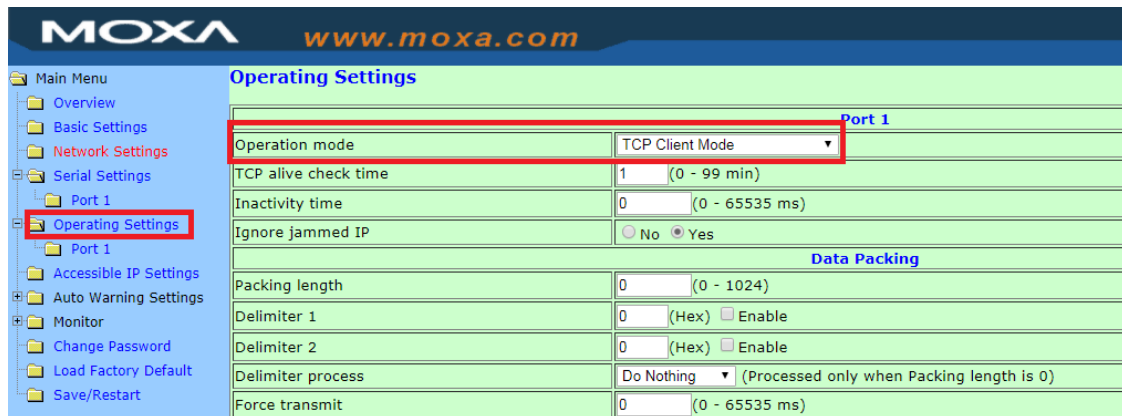 MOXA www.moxa.com
Main Menu
Overview
Basic Settings
Network Settings
Serial Settings
Port 1
Operating Settings
Port 1
Accessible IP Settings
Auto Warning Settings
Monitor
Change Password
Load Factory Default
Save/Restart
Operating Settings
Port 1
Operation mode TCP Client Mode
TCP alive check time 1 (0 - 99 min)
Inactivity time 0 (0 - 65535 ms)
Ignore jammed IP No Yes
Data Packing
Packing length 0 (0 - 1024)
Delimiter 1 0 (Hex) Enable
Delimiter 2 0 (Hex) Enable
Delimiter process Do Nothing (Processed only when Packing length is 0)
Force transmit 0 (0 - 65535 ms)